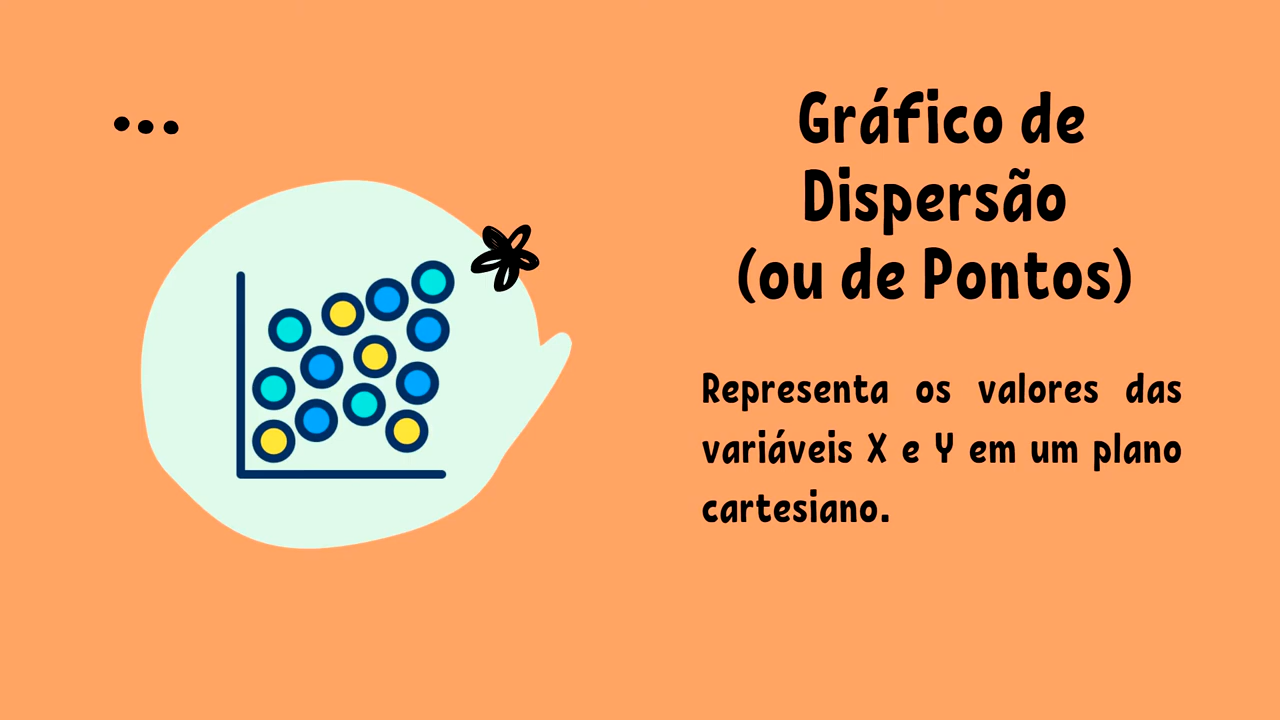 Gráfico de
Dispersão
(ou de Pontos)
Representa os valores das
variáveis X e Y em um plano
cartesiano.